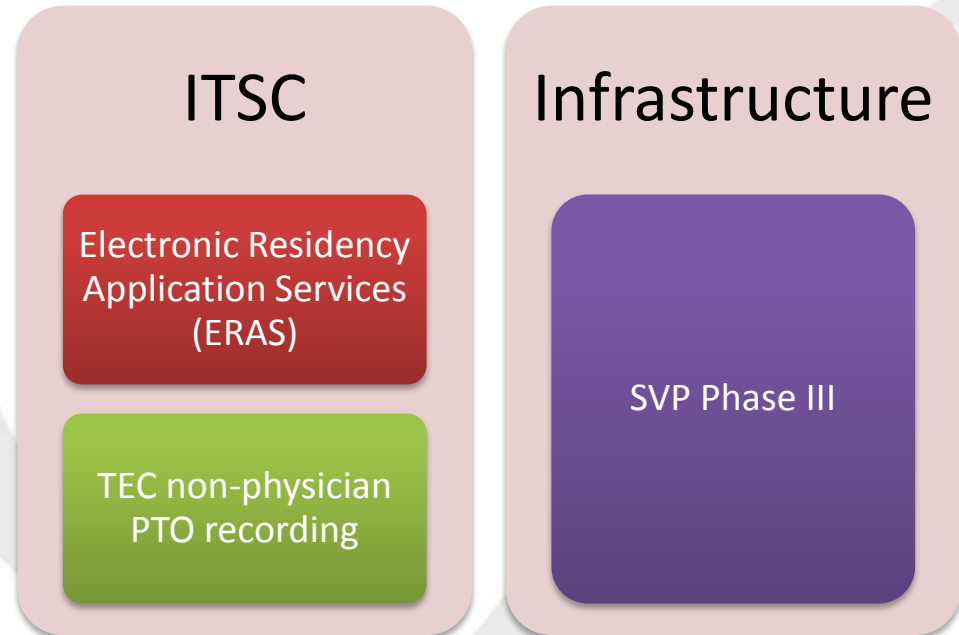 ITSC
Electronic Residency
Application Services
(ERAS)
TEC non-physician
PTO recording
Infrastructure
SVP Phase III